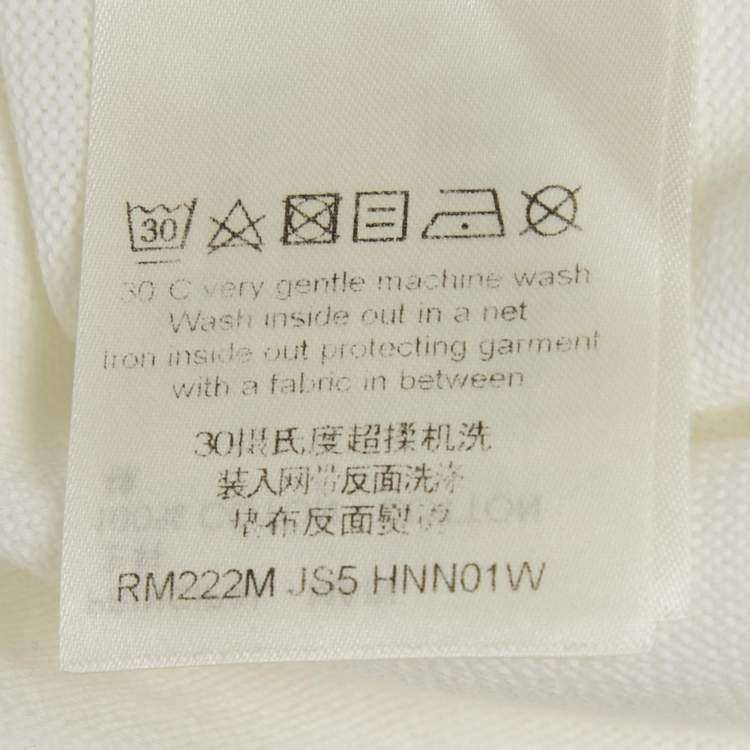 30
30 C very gentle machine wash
Wash inside out in a net
Iron inside out protecting garment
with a fabric in between
30摄氏度超揉机洗
装入网带反面洗涤
垫布反面熨烫
RM222M JS5 HNN01W